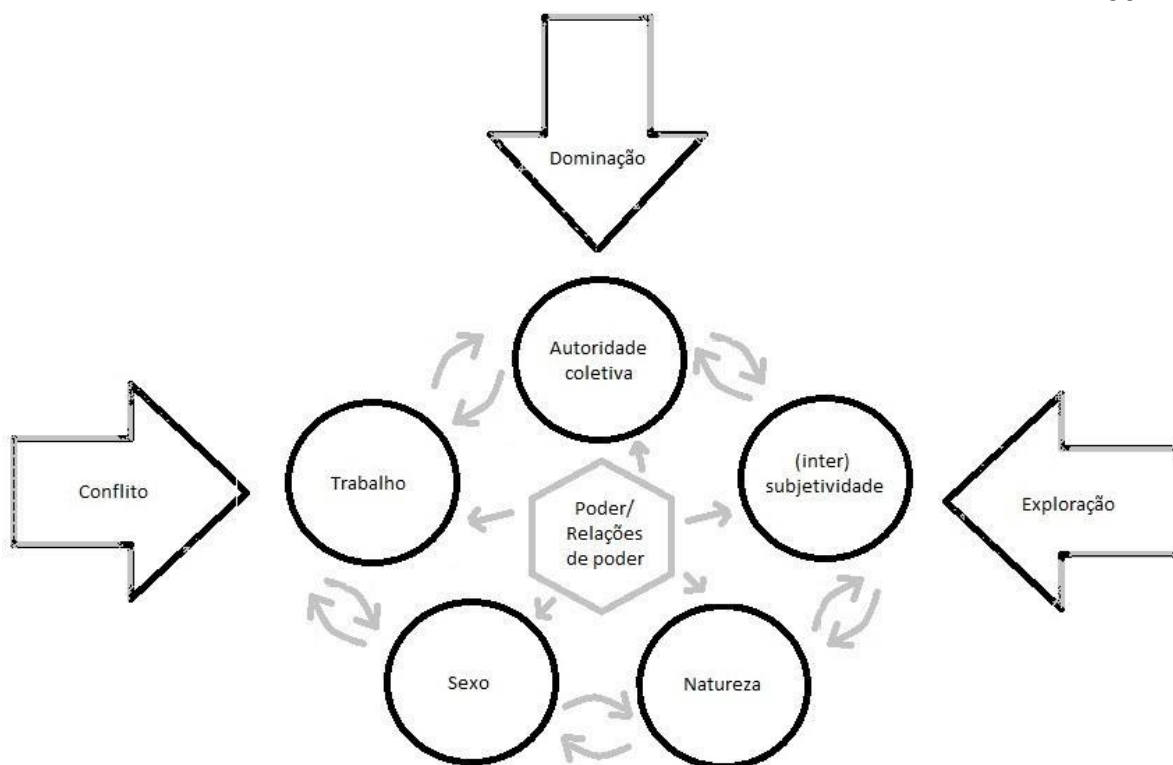 Dominação
Autoridade
coletiva
Conflito
Trabalho
Poder/
Relações
de poder
(inter)
subjetividade
Exploração
Sexo
Natureza